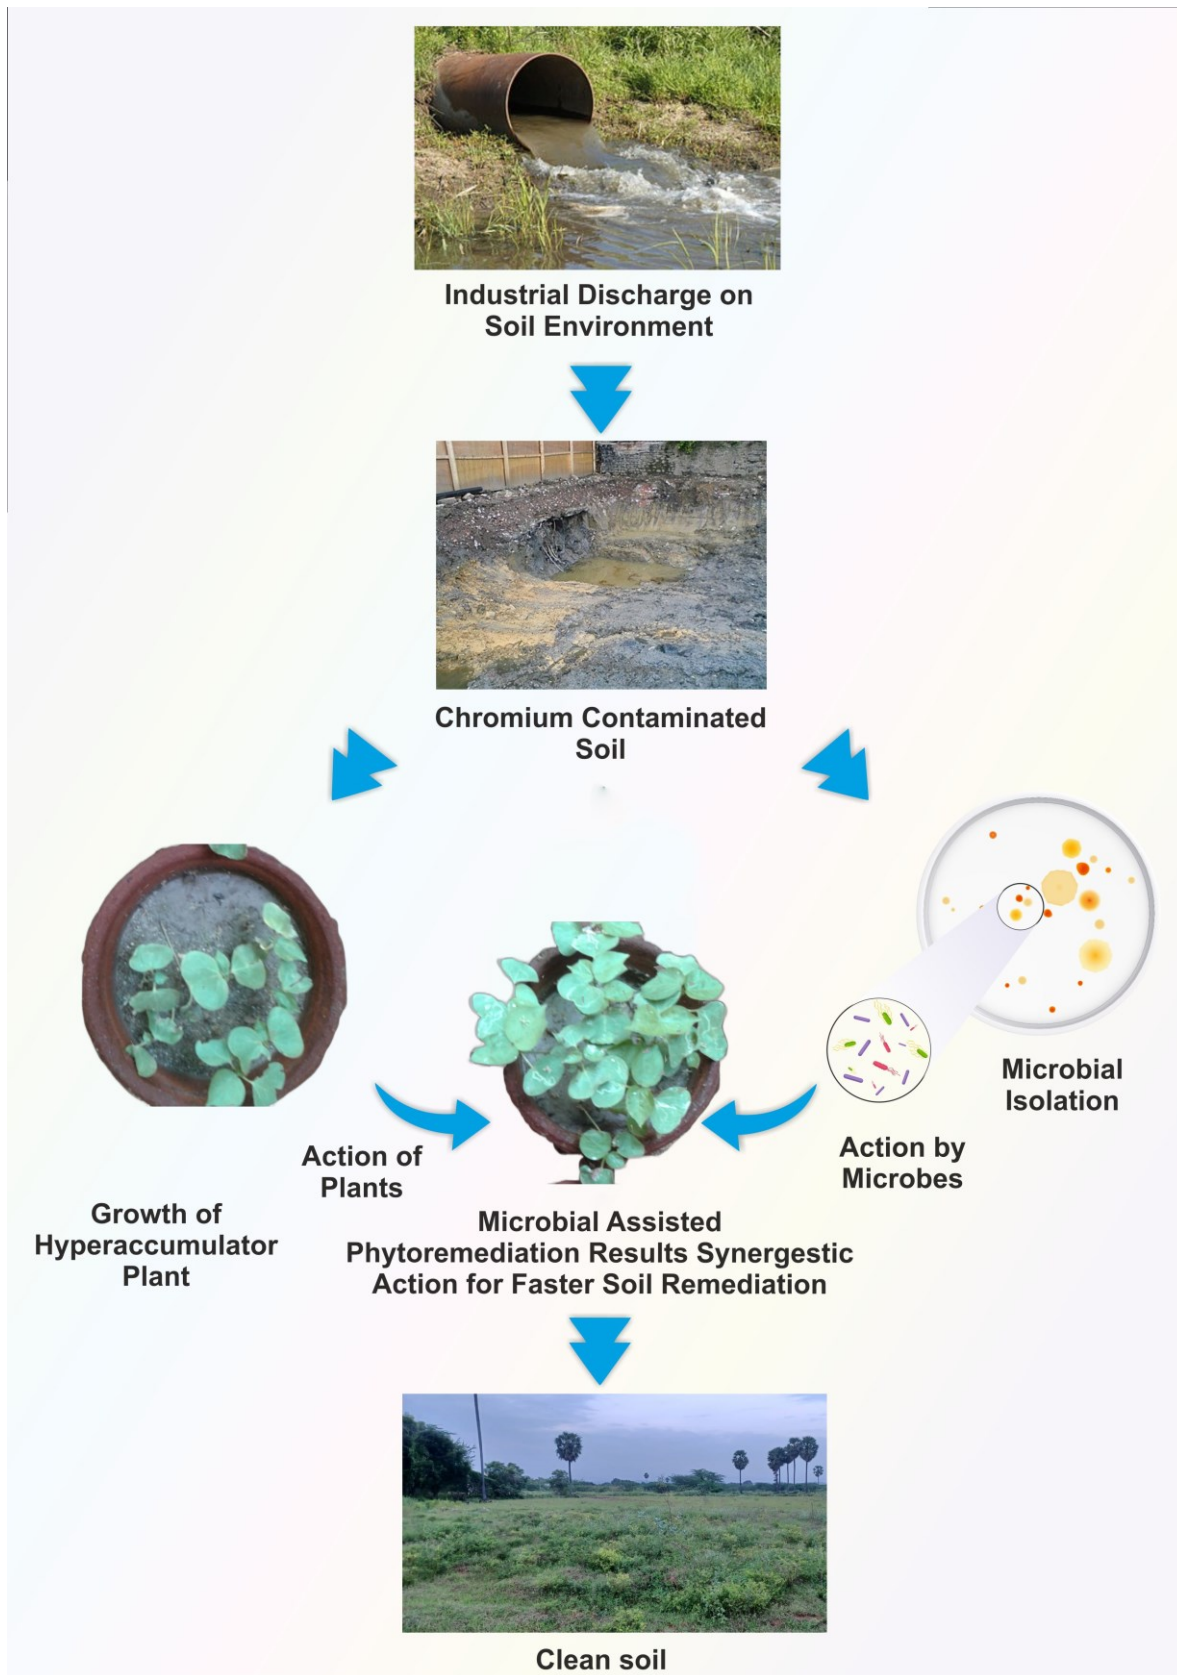 Industrial Discharge on
Soil Environment
Chromium Contaminated
Soil
Microbial
Isolation
Action by
Microbes
Action of
Plants
Growth of
Hyperaccumulator
Plant
Microbial Assisted
Phytoremediation Results Synergestic
Action for Faster Soil Remediation
Clean soil